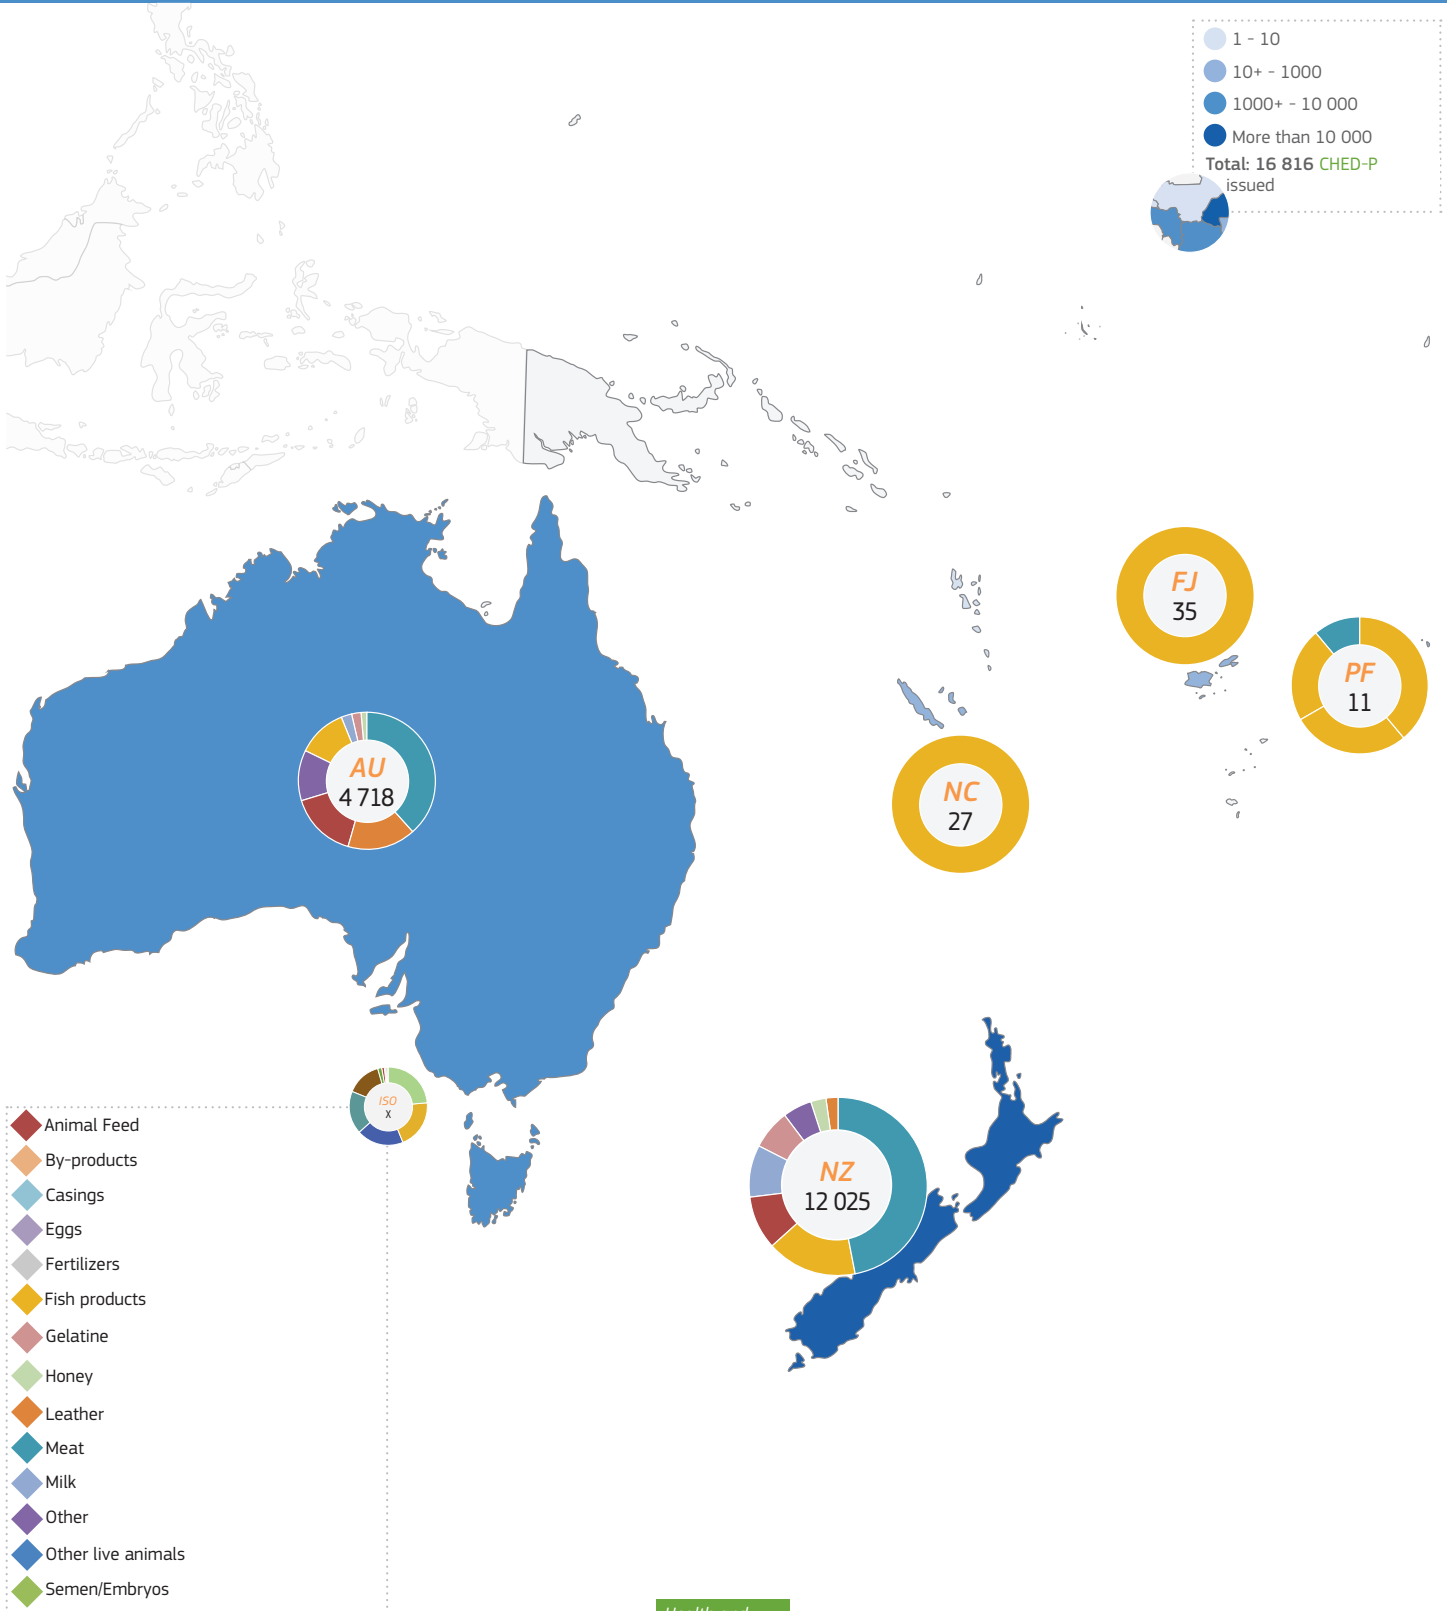 1 - 10
10+ - 1000
1000+ - 10 000
More than 10 000
Total: 16 816 CHED-P
issued
FJ
35
PF
11
AU
4 718
NC
27
ISO
X
NZ
12 025
Animal Feed
By-products
Casings
Eggs
Fertilizers
Fish products
Gelatine
Honey
Leather
Meat
Milk
Other
Other live animals
Semen/Embryos